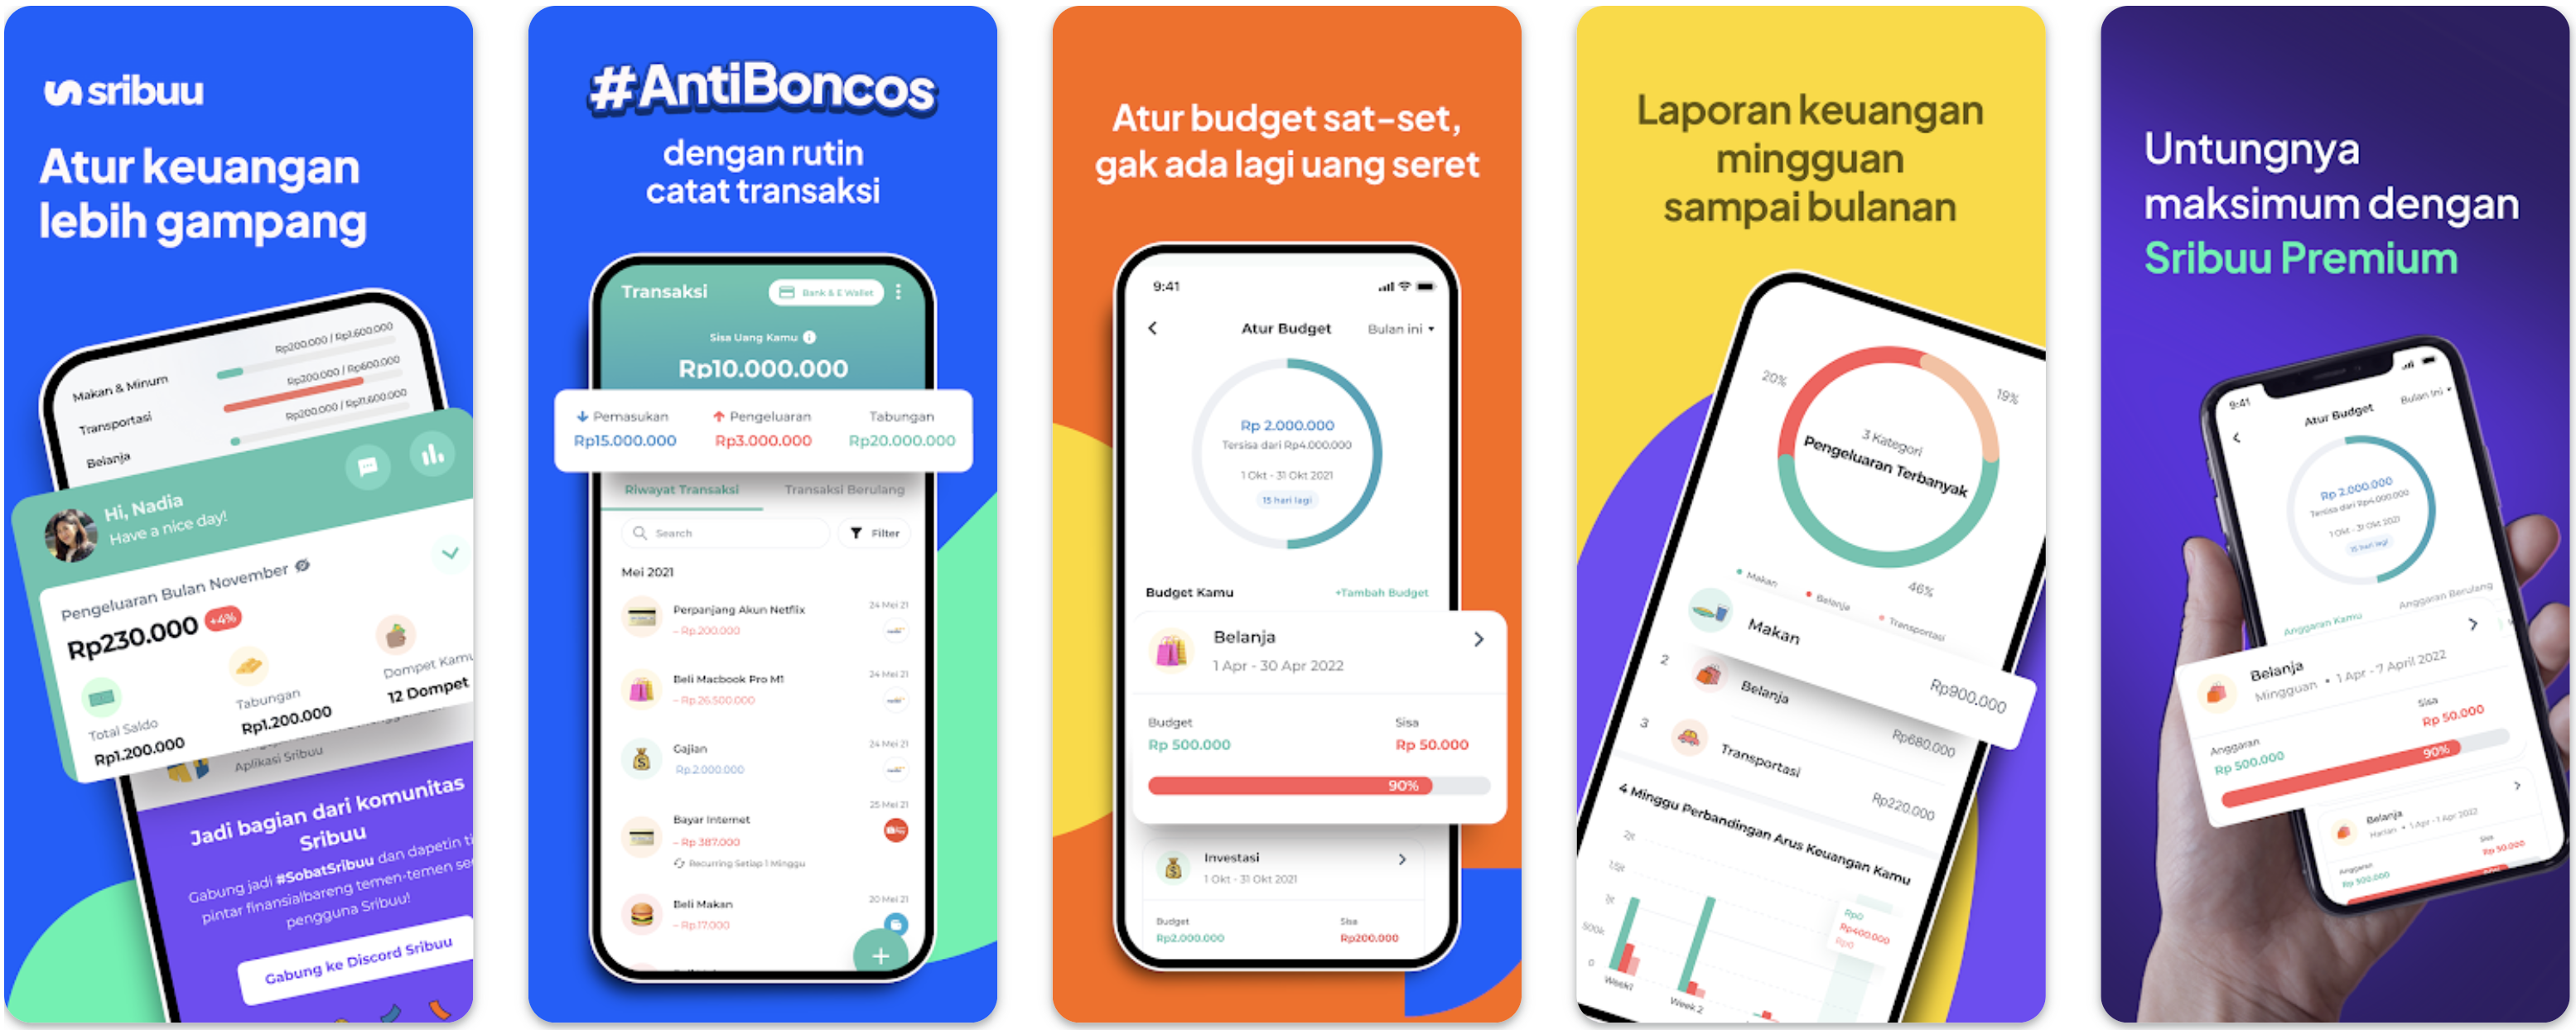 sribuu
Atur keuangan
lebih gampang
Rp200.000 / Rp1.600.000
Makan & Minum
Rp200.000 / Rp600.000
Transportasi
Rp200.000 / Rp11.600.000
Belanja
Hi, Nadia
Have a nice day!
Pengeluaran Bulan November
Rp230.000 +4%
Total Saldo
Rp1.200.000
Tabungan
Rp1.200.000
Dompet Kamu
12 Dompet
Aplikasi Sribuu
Jadi bagian dari komunitas
Sribuu
Gabung jadi #SobatSribuu dan dapetin ti
pintar finansialbareng temen-temen se
pengguna Sribuu!
Gabung ke Discord Sribuu
#AntiBoncos
dengan rutin
catat transaksi
Transaksi
Bank & E Wallet
Sisa Uang Kamu
Rp10.000.000
Pemasukan Pengeluaran Tabungan
Rp15.000.000 Rp3.000.000 Rp20.000.000
Riwayat Transaksi Transaksi Berulang
Search Filter
Mei 2021
Perpanjang Akun Netflix 24 Mei 21
- Rp.200.000
Beli Macbook Pro M1 24 Mei 21
- Rp.26.500.000
Gajian 24 Mei 21
Rp.2.000.000
Bayar Internet 25 Mei 21
- Rp 387.000
Recurring Setiap 1 Minggu
Beli Makan 20 Mei 21
- Rp.17.000
+
Atur budget sat-set,
gak ada lagi uang seret
9:41
Atur Budget Bulan ini
Rp 2.000.000
Tersisa dari Rp4.000.000
1 Okt - 31 Okt 2021
15 hari lagi
Budget Kamu +Tambah Budget
Belanja
1 Apr - 30 Apr 2022
Budget Sisa
Rp 500.000 Rp 50.000
90%
Investasi
1 Okt - 31 Okt 2021
Budget Sisa
Rp2.000.000 Rp200.000
Laporan keuangan
mingguan
sampai bulanan
20%
19%
3 Kategori
Pengeluaran Terbanyak
46%
Makan Belanja Transportasi
Makan
Rp900.000
2 Belanja
Rp680.000
3 Transportasi
Rp220.000
4 Minggu Perbandingan Arus Keuangan Kamu
2jt
1,5jt
1jt
500k
0
Rp0
Rp400.000
Rp0
Week1
Week 2
Untungnya
maksimum dengan
Sribuu Premium
9:41
Atur Budget Bulan ini
Rp 2.000.000
Tersisa dari Rp4.000.000
1 Okt - 31 Okt 2021
15 hari lagi
Anggaran Kamu Anggaran Berulang
Belanja
Mingguan • 1 Apr - 7 April 2022
Anggaran Sisa
Rp 500.000 Rp 50.000
90%
Belanja
Harian • 1 Apr - 1 Apr 2022
Anggaran Sisa
Rp 500.000 Rp 50.000